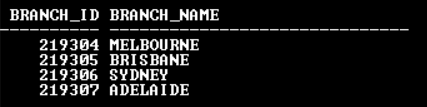 BRANCH_ID BRANCH_NAME
---------- ------------------------------
219304 MELBOURNE
219305 BRISBANE
219306 SYDNEY
219307 ADELAIDE